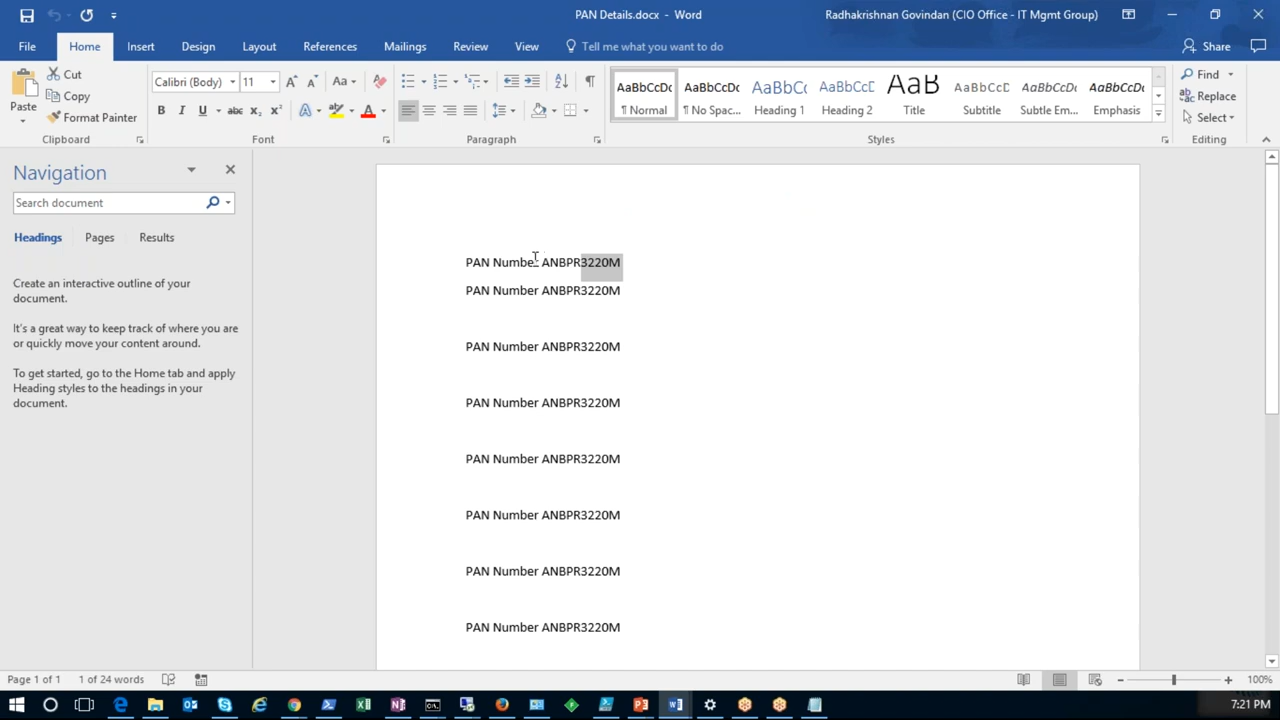 PAN Details.docx - Word
Radhakrishnan Govindan (CIO Office - IT Mgmt Group)
File Home Insert Design Layout References Mailings Review View Tell me what you want to do Share
Paste
Cut
Copy
Format Painter
Calibri (Body) 11
AaBbCcDc AaBbCcDc AaBbCc AaBbCcD AaB AaBbCcD AaBbCcDc AaBbCcDc
¶ Normal ¶ No Spac... Heading 1 Heading 2 Title Subtitle Subtle Em... Emphasis
Find
Replace
Select
Clipboard Font Paragraph Styles Editing
Navigation
Search document
Headings Pages Results
Create an interactive outline of your
document.
It's a great way to keep track of where you are
or quickly move your content around.
To get started, go to the Home tab and apply
Heading styles to the headings in your
document.
PAN Number ANBPR3220M
PAN Number ANBPR3220M
PAN Number ANBPR3220M
PAN Number ANBPR3220M
PAN Number ANBPR3220M
PAN Number ANBPR3220M
PAN Number ANBPR3220M
PAN Number ANBPR3220M
Page 1 of 1 1 of 24 words 100%
7:21 PM